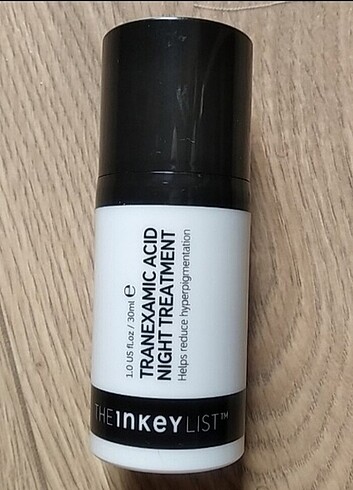 1.0 US fl.oz / 30ml ℮
TRANEXAMIC ACID
NIGHT TREATMENT
Helps reduce hyperpigmentation
THE INKEY LIST™